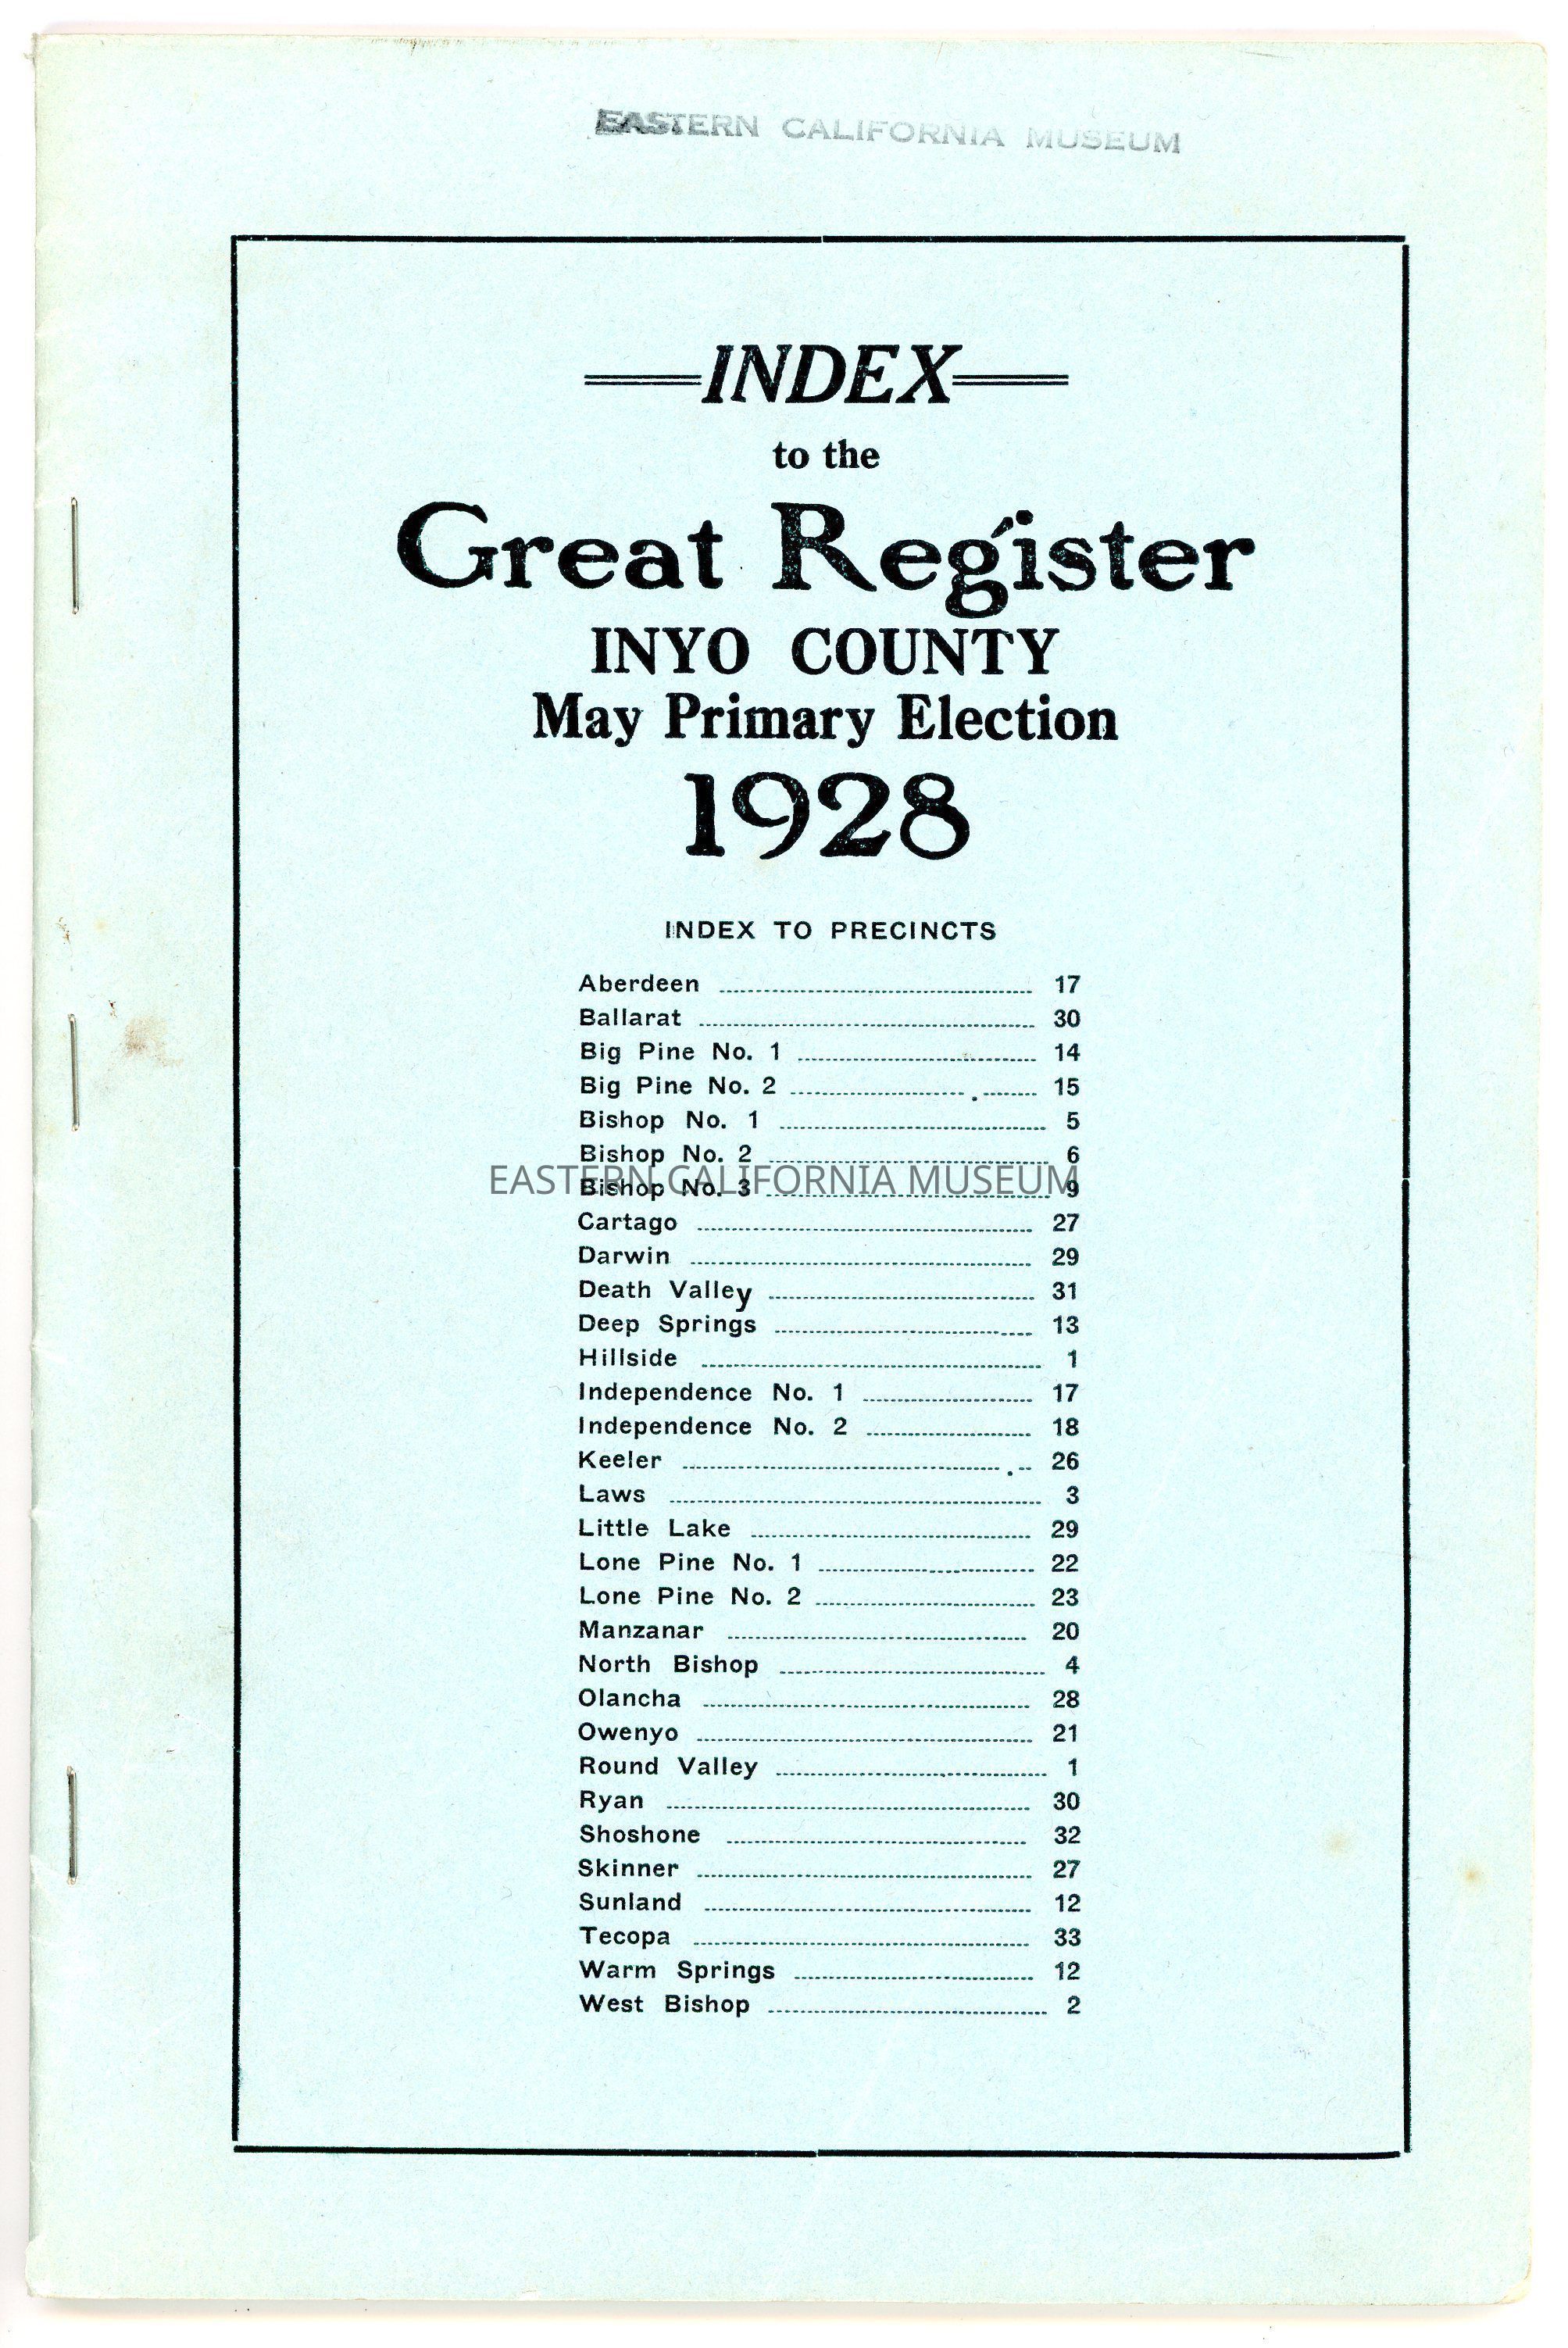 EASTERN CALIFORNIA MUSEUM
INDEX
to the
Great Register
INYO COUNTY
May Primary Election
1928
INDEX TO PRECINCTS
Aberdeen 17
Ballarat 30
Big Pine No. 1 14
Big Pine No. 2 15
Bishop No. 1 5
Bishop No. 2 6
EASTERN CALIFORNIA MUSEUM
Bishop No. 3 9
Cartago 27
Darwin 29
Death Valley 31
Deep Springs 13
Hillside 1
Independence No. 1 17
Independence No. 2 18
Keeler 26
Laws 3
Little Lake 29
Lone Pine No. 1 22
Lone Pine No. 2 23
Manzanar 20
North Bishop 4
Olancha 28
Owenyo 21
Round Valley 1
Ryan 30
Shoshone 32
Skinner 27
Sunland 12
Tecopa 33
Warm Springs 12
West Bishop 2